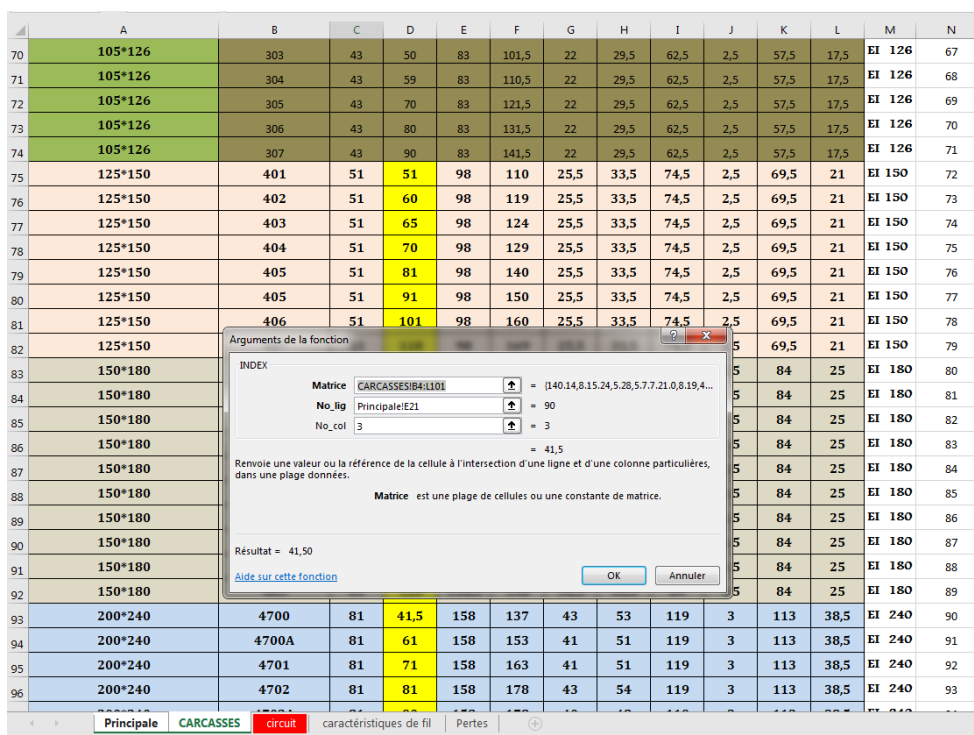 A B C D E F G H I J K L M N
70 105*126 303 43 50 83 101,5 22 29,5 62,5 2,5 57,5 17,5 EI 126 67
71 105*126 304 43 59 83 110,5 22 29,5 62,5 2,5 57,5 17,5 EI 126 68
72 105*126 305 43 70 83 121,5 22 29,5 62,5 2,5 57,5 17,5 EI 126 69
73 105*126 306 43 80 83 131,5 22 29,5 62,5 2,5 57,5 17,5 EI 126 70
74 105*126 307 43 90 83 141,5 22 29,5 62,5 2,5 57,5 17,5 EI 126 71
75 125*150 401 51 51 98 110 25,5 33,5 74,5 2,5 69,5 21 EI 150 72
76 125*150 402 51 60 98 119 25,5 33,5 74,5 2,5 69,5 21 EI 150 73
77 125*150 403 51 65 98 124 25,5 33,5 74,5 2,5 69,5 21 EI 150 74
78 125*150 404 51 70 98 129 25,5 33,5 74,5 2,5 69,5 21 EI 150 75
79 125*150 405 51 81 98 140 25,5 33,5 74,5 2,5 69,5 21 EI 150 76
80 125*150 405 51 91 98 150 25,5 33,5 74,5 2,5 69,5 21 EI 150 77
81 125*150 406 51 101 98 160 25,5 33,5 74,5 2,5 69,5 21 EI 150 78
82 125*150 5 69,5 21 EI 150 79
83 150*180 5 84 25 EI 180 80
84 150*180 5 84 25 EI 180 81
85 150*180 5 84 25 EI 180 82
86 150*180 5 84 25 EI 180 83
87 150*180 5 84 25 EI 180 84
88 150*180 5 84 25 EI 180 85
89 150*180 5 84 25 EI 180 86
90 150*180 5 84 25 EI 180 87
91 150*180 5 84 25 EI 180 88
92 150*180 5 84 25 EI 180 89
93 200*240 4700 81 41,5 158 137 43 53 119 3 113 38,5 EI 240 90
94 200*240 4700A 81 61 158 153 41 51 119 3 113 38,5 EI 240 91
95 200*240 4701 81 71 158 163 41 51 119 3 113 38,5 EI 240 92
96 200*240 4702 81 81 158 178 43 54 119 3 113 38,5 EI 240 93
Arguments de la fonction
INDEX
Matrice CARCASSES!B4:L101 = {140.14,8.15.24,5.28,5.7.7.21.0,8.19,4...
No_lig Principale!E21 = 90
No_col 3 = 3
= 41,5
Renvoie une valeur ou la référence de la cellule à l'intersection d'une ligne et d'une colonne particulières,
dans une plage données.
Matrice est une plage de cellules ou une constante de matrice.
Résultat = 41,50
Aide sur cette fonction OK Annuler
Principale CARCASSES circuit caractéristiques de fil Pertes